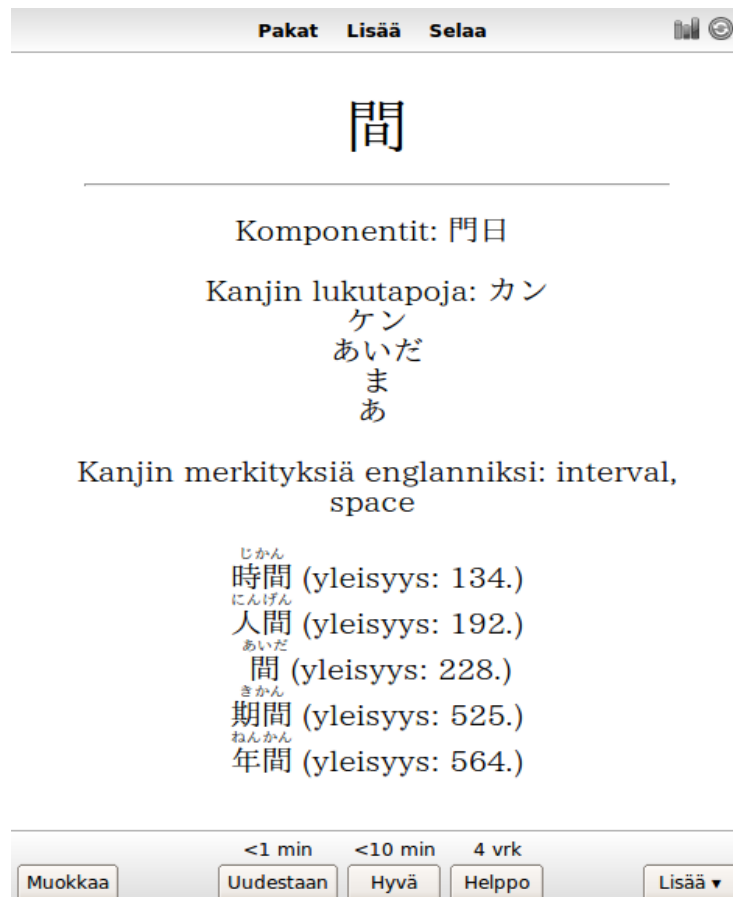 Pakat Lisää Selaa
間
Komponentit: 門日
Kanjin lukutapoja: カン
ケン
あいだ
ま
あ
Kanjin merkityksiä englanniksi: interval,
space
じかん
時間 (yleisyys: 134.)
にんげん
人間 (yleisyys: 192.)
あいだ
間 (yleisyys: 228.)
きかん
期間 (yleisyys: 525.)
ねんかん
年間 (yleisyys: 564.)
<1 min <10 min 4 vrk
Muokkaa Uudestaan Hyvä Helppo Lisää ▾